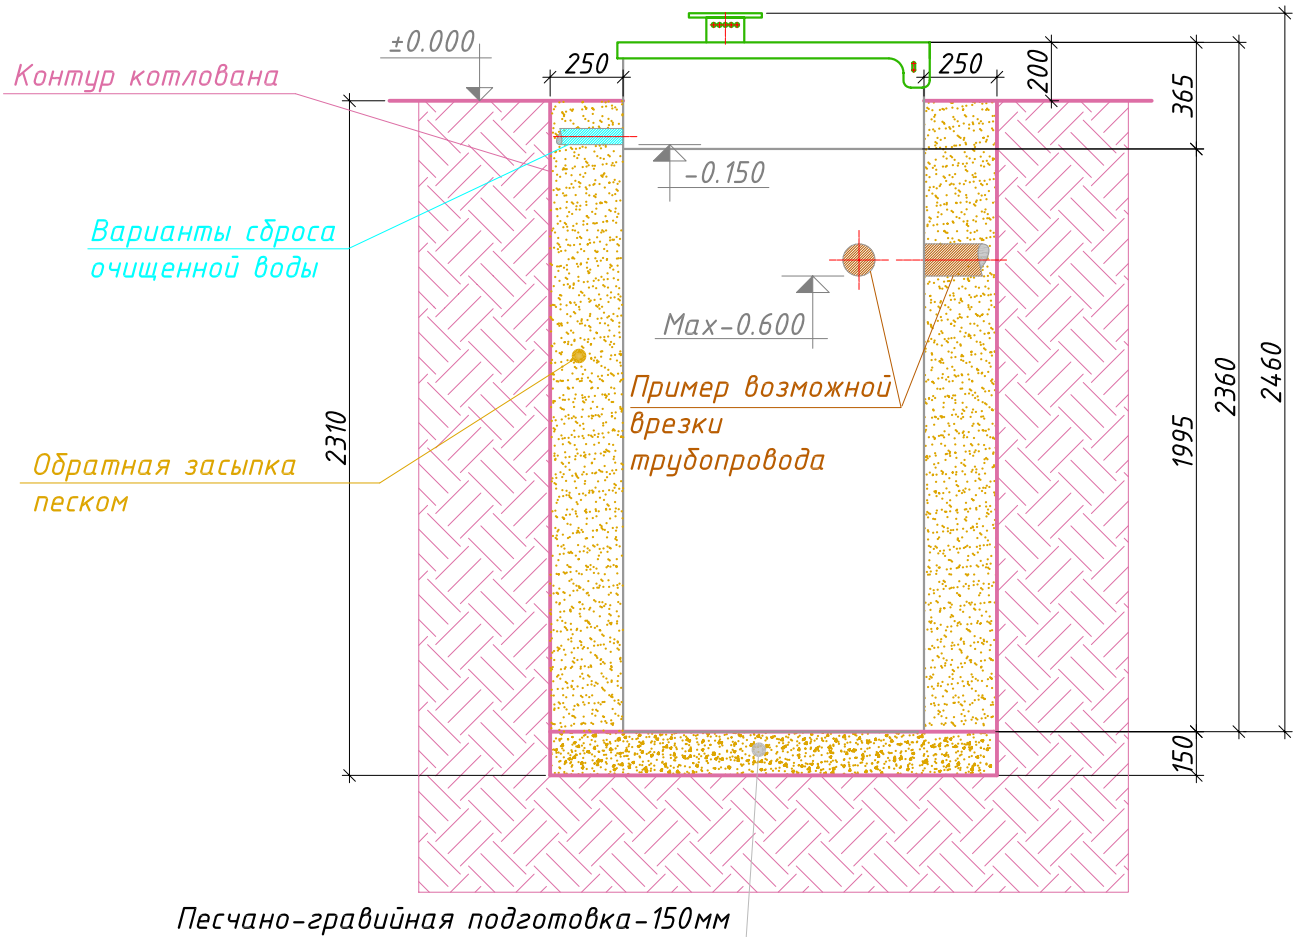 ±0.000
250
250
200
365
Контур котлована
-0.150
Варианты сброса
очищенной воды
Max-0.600
Пример возможной
врезки
трубопровода
2310
1995
2360
2460
Обратная засыпка
песком
150
Песчано-гравийная подготовка-150мм